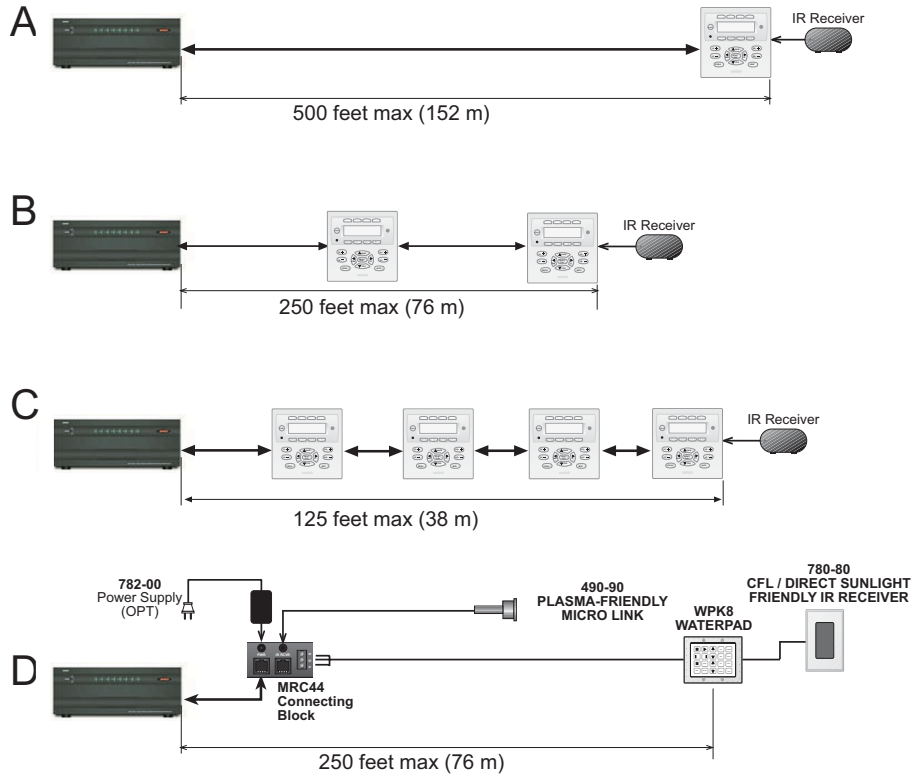 A
IR Receiver
500 feet max (152 m)
B
IR Receiver
250 feet max (76 m)
C
IR Receiver
125 feet max (38 m)
782-00
Power Supply
(OPT)
490-90
PLASMA-FRIENDLY
MICRO LINK
780-80
CFL / DIRECT SUNLIGHT
FRIENDLY IR RECEIVER
WPK8
WATERPAD
D
MRC44
Connecting
Block
250 feet max (76 m)